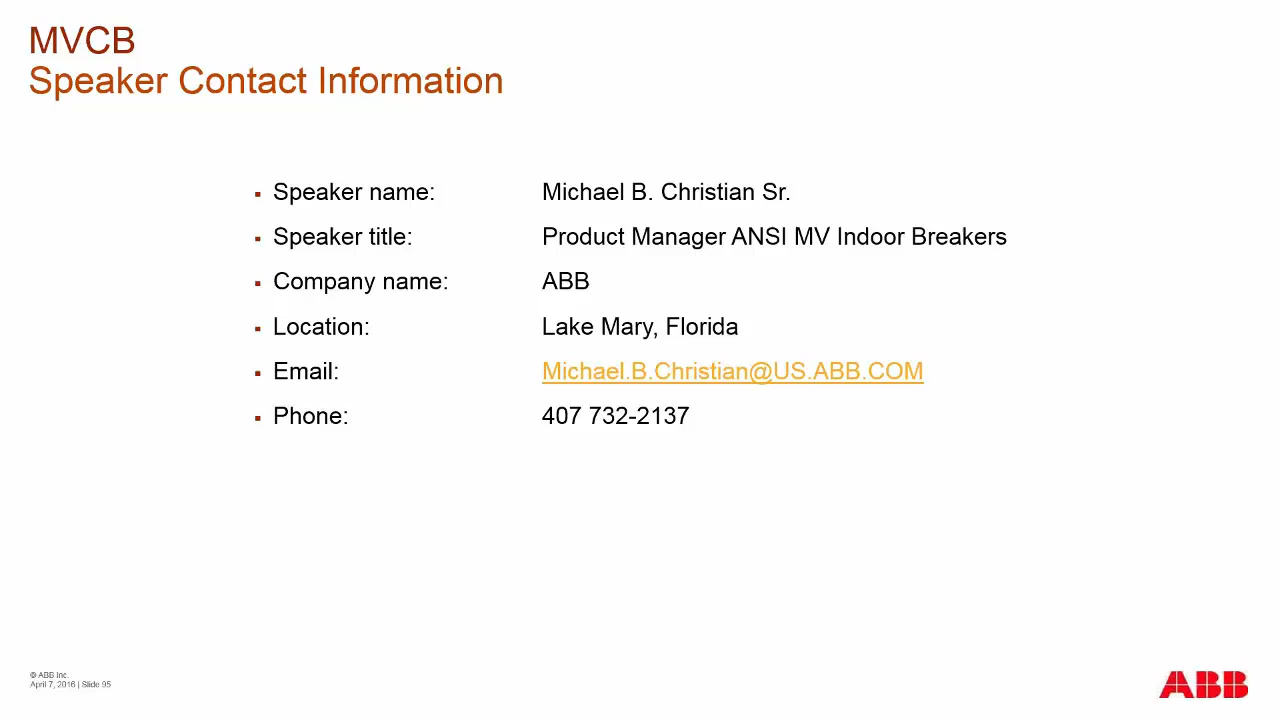 MVCB
Speaker Contact Information
▪ Speaker name: Michael B. Christian Sr.
▪ Speaker title: Product Manager ANSI MV Indoor Breakers
▪ Company name: ABB
▪ Location: Lake Mary, Florida
▪ Email: Michael.B.Christian@US.ABB.COM
▪ Phone: 407 732-2137
© ABB Inc.
April 7, 2016 | Slide 95
ABB